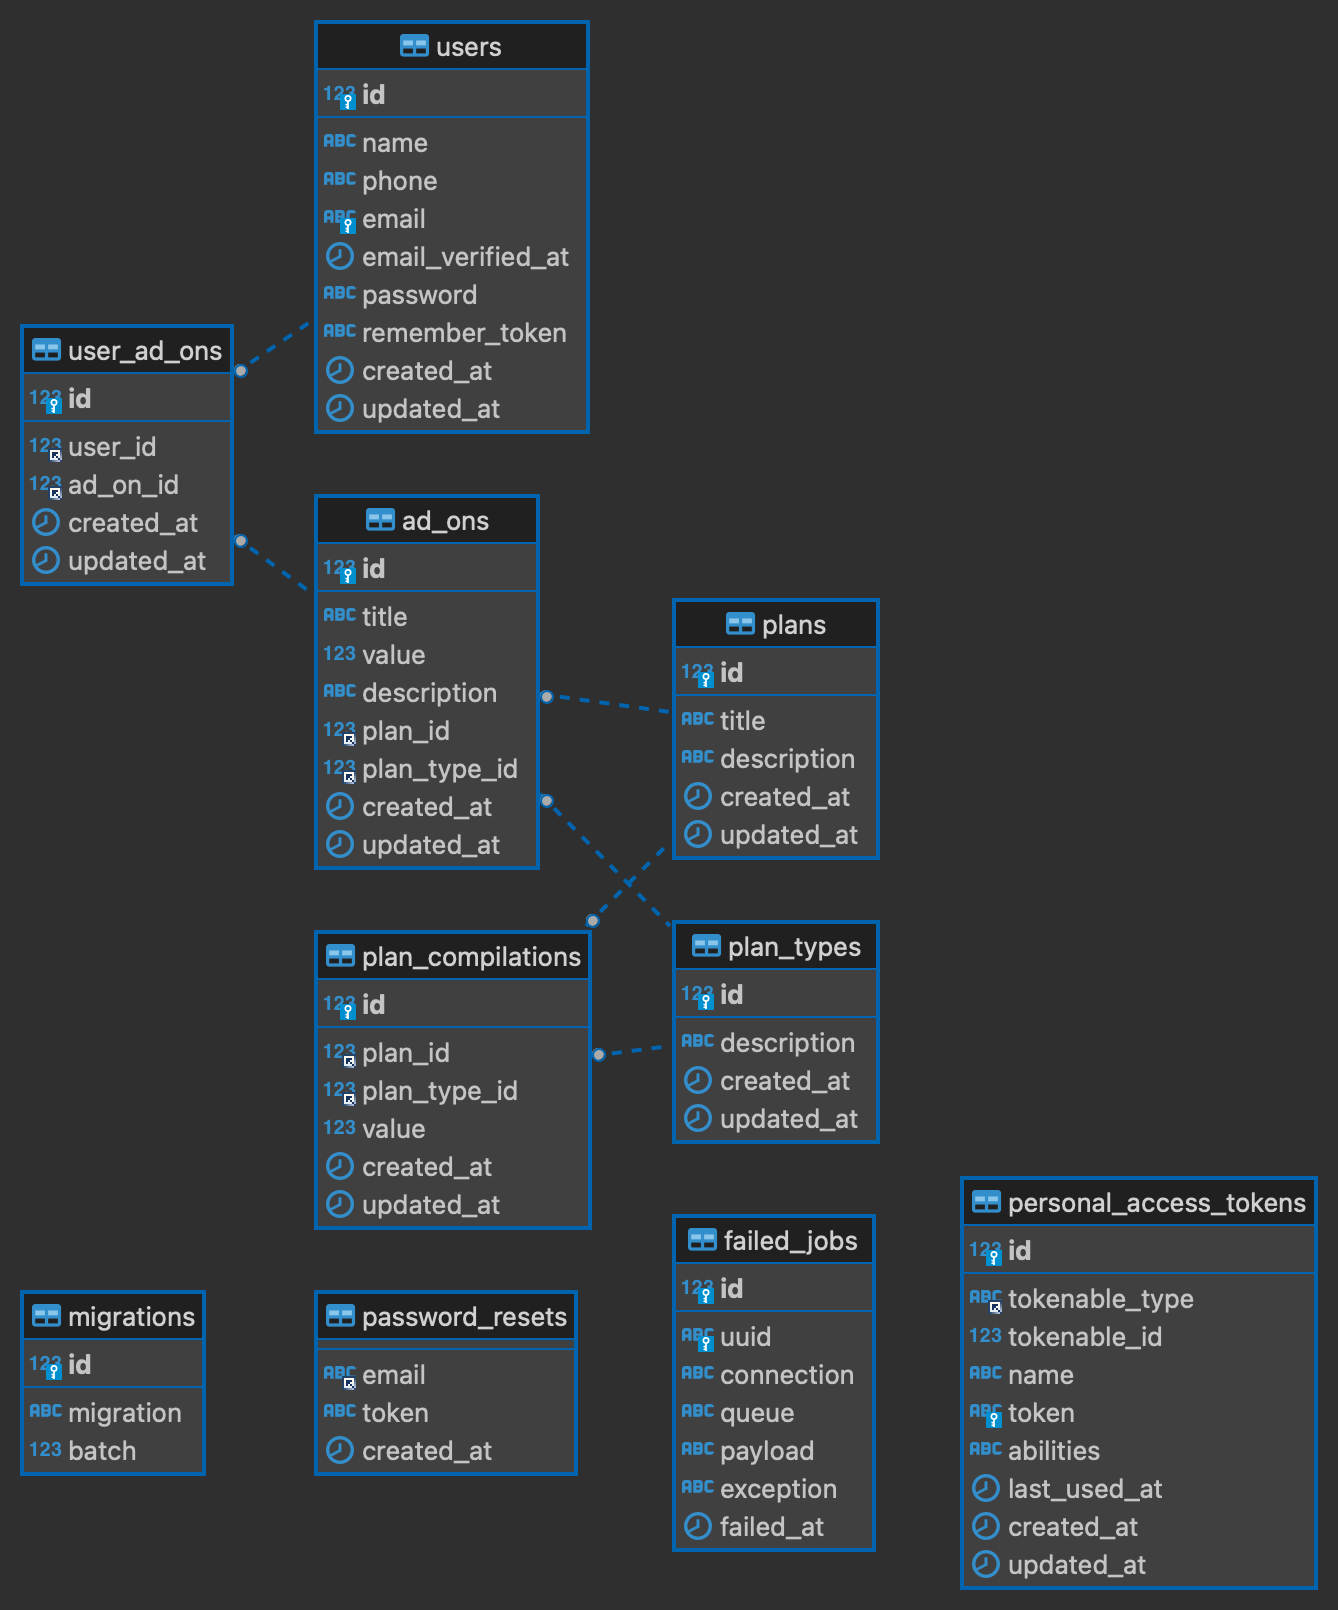 users
123 id
ABC name
ABC phone
ABC email
email_verified_at
ABC password
ABC remember_token
created_at
updated_at
user_ad_ons
123 id
123 user_id
123 ad_on_id
created_at
updated_at
ad_ons
123 id
ABC title
123 value
ABC description
123 plan_id
123 plan_type_id
created_at
updated_at
plans
123 id
ABC title
ABC description
created_at
updated_at
plan_compilations
123 id
123 plan_id
123 plan_type_id
123 value
created_at
updated_at
plan_types
123 id
ABC description
created_at
updated_at
personal_access_tokens
123 id
ABC tokenable_type
123 tokenable_id
ABC name
ABC token
ABC abilities
last_used_at
created_at
updated_at
failed_jobs
123 id
ABC uuid
ABC connection
ABC queue
ABC payload
ABC exception
failed_at
migrations
123 id
ABC migration
123 batch
password_resets
ABC email
ABC token
created_at